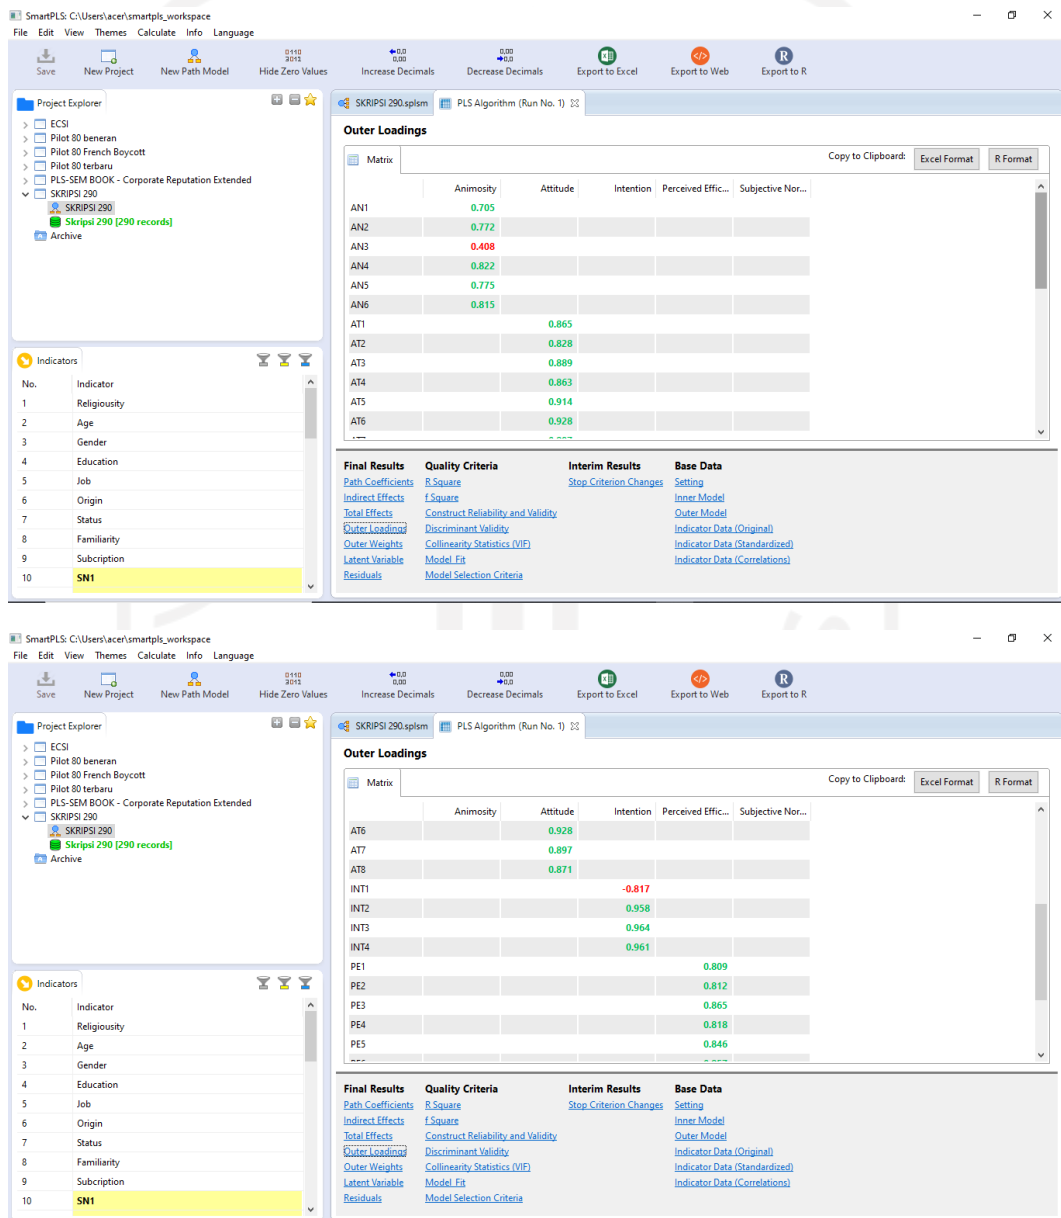 SmartPLS: C:\Users\acer\smartpls_workspace
File Edit View Themes Calculate Info Language
Save New Project New Path Model Hide Zero Values Increase Decimals Decrease Decimals Export to Excel Export to Web Export to R
Project Explorer
ECSI
Pilot 80 beneran
Pilot 80 French Boycott
Pilot 80 terbaru
PLS-SEM BOOK - Corporate Reputation Extended
SKRIPSI 290
SKRIPSI 290
Skripsi 290 [290 records]
Archive
Indicators
No. Indicator
1 Religiousity
2 Age
3 Gender
4 Education
5 Job
6 Origin
7 Status
8 Familiarity
9 Subcription
10 SN1
SKRIPSI 290.splsm PLS Algorithm (Run No. 1)
Outer Loadings
Matrix Copy to Clipboard: Excel Format R Format
Animosity Attitude Intention Perceived Effic... Subjective Nor...
AN1 0.705
AN2 0.772
AN3 0.408
AN4 0.822
AN5 0.775
AN6 0.815
AT1 0.865
AT2 0.828
AT3 0.889
AT4 0.863
AT5 0.914
AT6 0.928
Final Results Quality Criteria Interim Results Base Data
Path Coefficients R Square Stop Criterion Changes Setting
Indirect Effects f Square Inner Model
Total Effects Construct Reliability and Validity Outer Model
Outer Loadings Discriminant Validity Indicator Data (Original)
Outer Weights Collinearity Statistics (VIF) Indicator Data (Standardized)
Latent Variable Model_Fit Indicator Data (Correlations)
Residuals Model Selection Criteria
SmartPLS: C:\Users\acer\smartpls_workspace
File Edit View Themes Calculate Info Language
Save New Project New Path Model Hide Zero Values Increase Decimals Decrease Decimals Export to Excel Export to Web Export to R
Project Explorer
ECSI
Pilot 80 beneran
Pilot 80 French Boycott
Pilot 80 terbaru
PLS-SEM BOOK - Corporate Reputation Extended
SKRIPSI 290
SKRIPSI 290
Skripsi 290 [290 records]
Archive
Indicators
No. Indicator
1 Religiousity
2 Age
3 Gender
4 Education
5 Job
6 Origin
7 Status
8 Familiarity
9 Subcription
10 SN1
SKRIPSI 290.splsm PLS Algorithm (Run No. 1)
Outer Loadings
Matrix Copy to Clipboard: Excel Format R Format
Animosity Attitude Intention Perceived Effic... Subjective Nor...
AT6 0.928
AT7 0.897
AT8 0.871
INT1 -0.817
INT2 0.958
INT3 0.964
INT4 0.961
PE1 0.809
PE2 0.812
PE3 0.865
PE4 0.818
PE5 0.846
Final Results Quality Criteria Interim Results Base Data
Path Coefficients R Square Stop Criterion Changes Setting
Indirect Effects f Square Inner Model
Total Effects Construct Reliability and Validity Outer Model
Outer Loadings Discriminant Validity Indicator Data (Original)
Outer Weights Collinearity Statistics (VIF) Indicator Data (Standardized)
Latent Variable Model_Fit Indicator Data (Correlations)
Residuals Model Selection Criteria